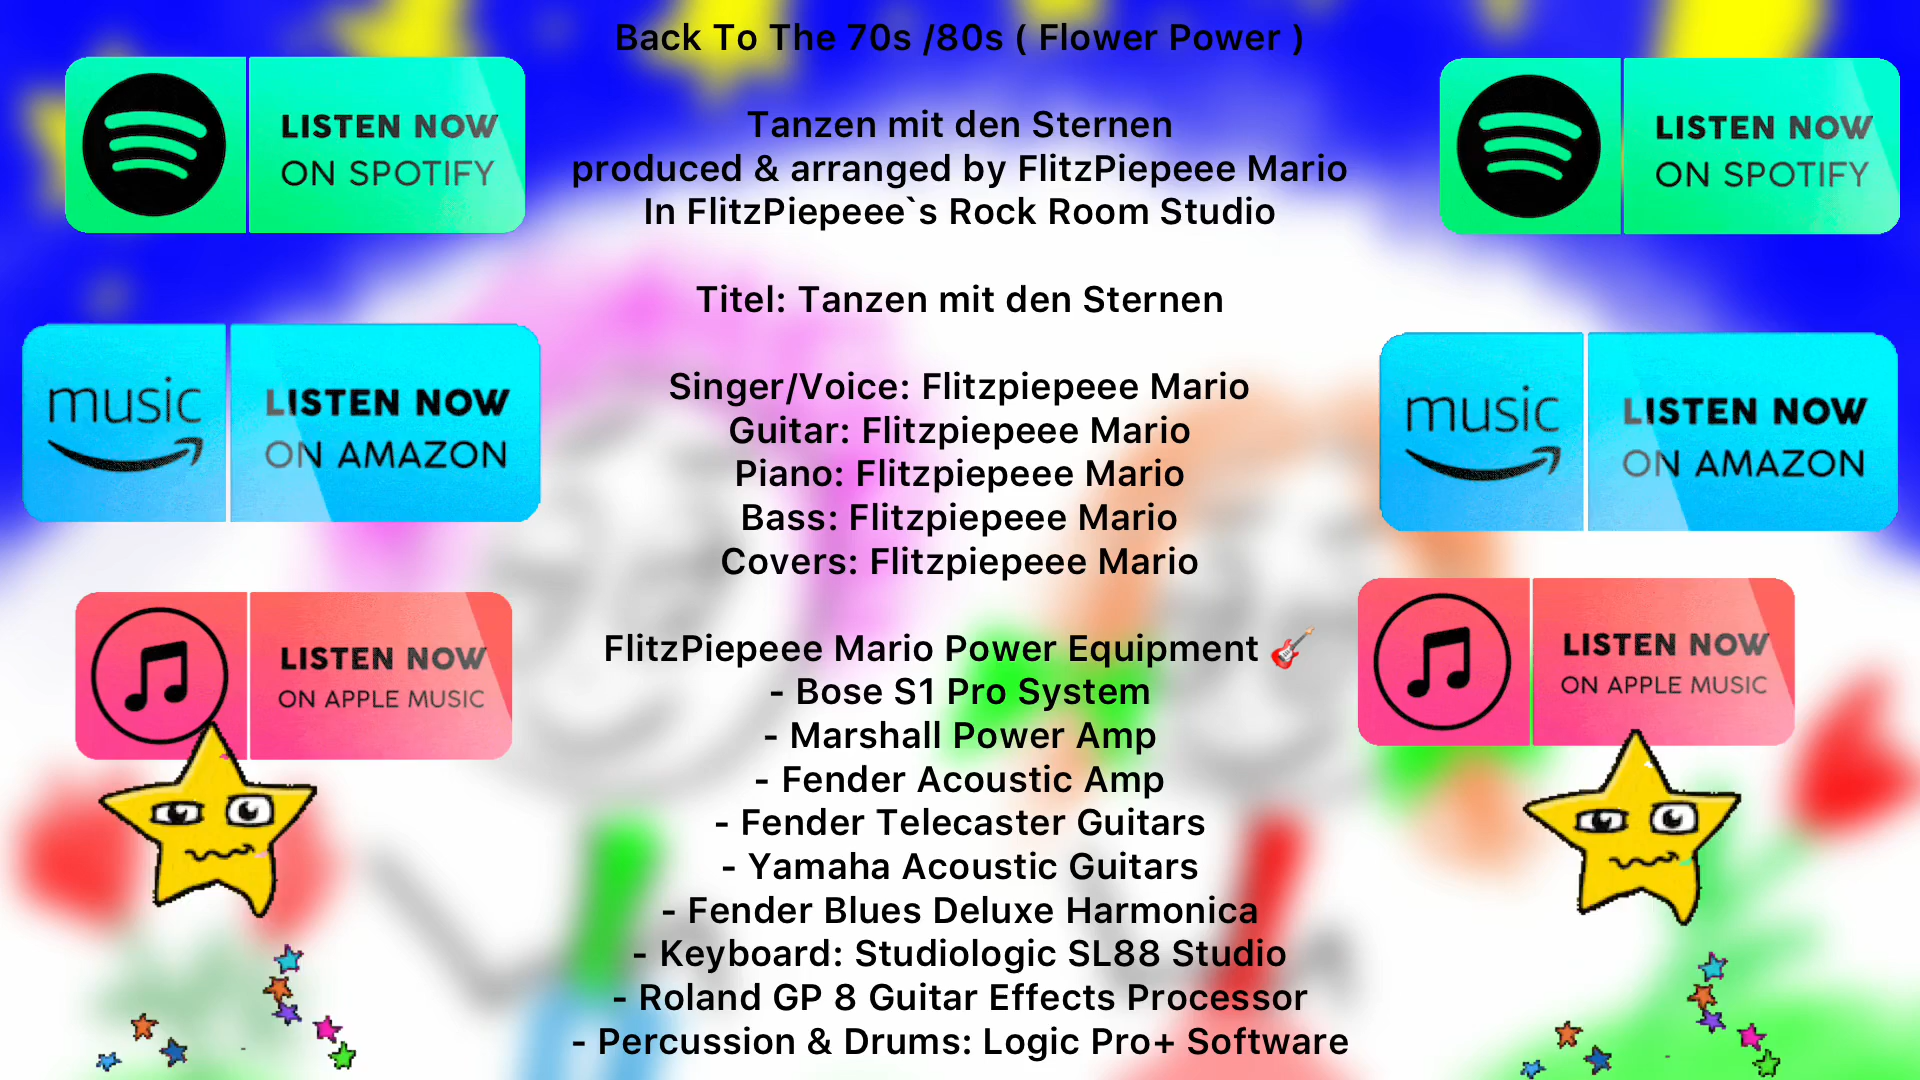 Back To The 70s /80s ( Flower Power )
LISTEN NOW
ON SPOTIFY
LISTEN NOW
ON SPOTIFY
Tanzen mit den Sternen
produced & arranged by FlitzPiepeee Mario
In FlitzPiepeee`s Rock Room Studio
Titel: Tanzen mit den Sternen
music
LISTEN NOW
ON AMAZON
music
LISTEN NOW
ON AMAZON
Singer/Voice: Flitzpiepeee Mario
Guitar: Flitzpiepeee Mario
Piano: Flitzpiepeee Mario
Bass: Flitzpiepeee Mario
Covers: Flitzpiepeee Mario
LISTEN NOW
ON APPLE MUSIC
LISTEN NOW
ON APPLE MUSIC
FlitzPiepeee Mario Power Equipment 🎸
- Bose S1 Pro System
- Marshall Power Amp
- Fender Acoustic Amp
- Fender Telecaster Guitars
- Yamaha Acoustic Guitars
- Fender Blues Deluxe Harmonica
- Keyboard: Studiologic SL88 Studio
- Roland GP 8 Guitar Effects Processor
- Percussion & Drums: Logic Pro+ Software